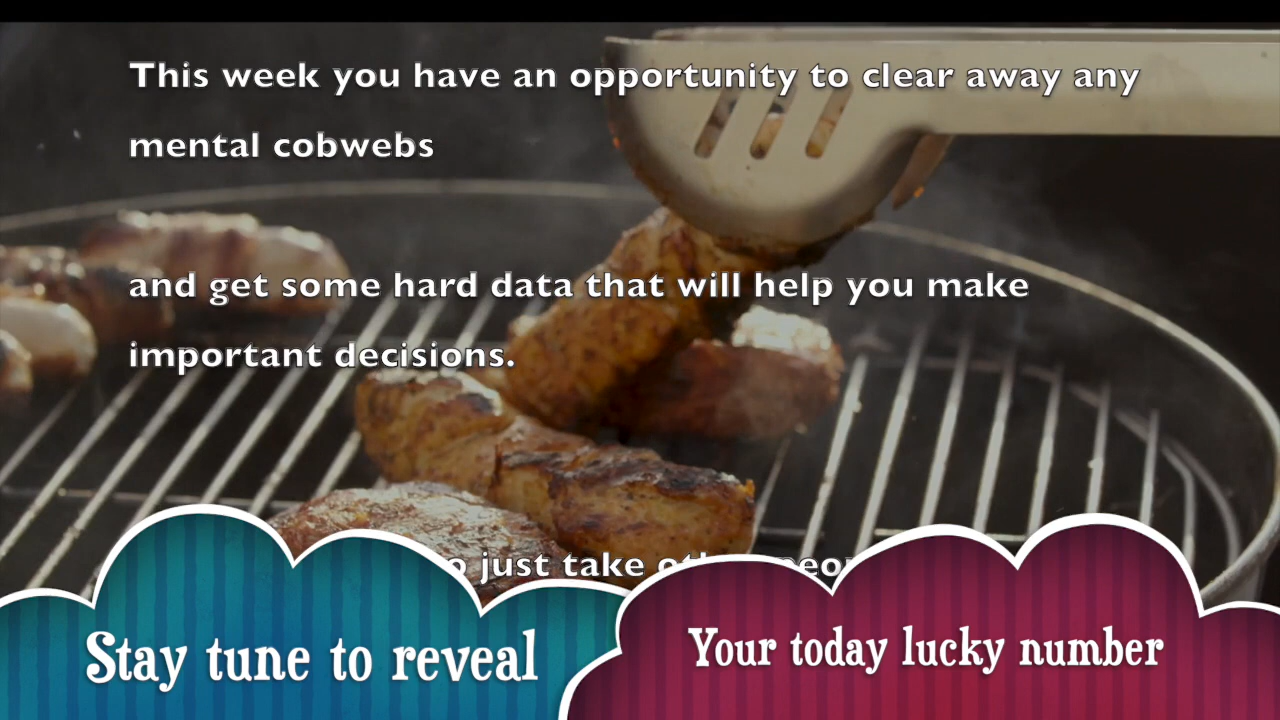 This week you have an opportunity to clear away any
mental cobwebs
and get some hard data that will help you make
important decisions.
just take
Stay tune to reveal
Your today lucky number